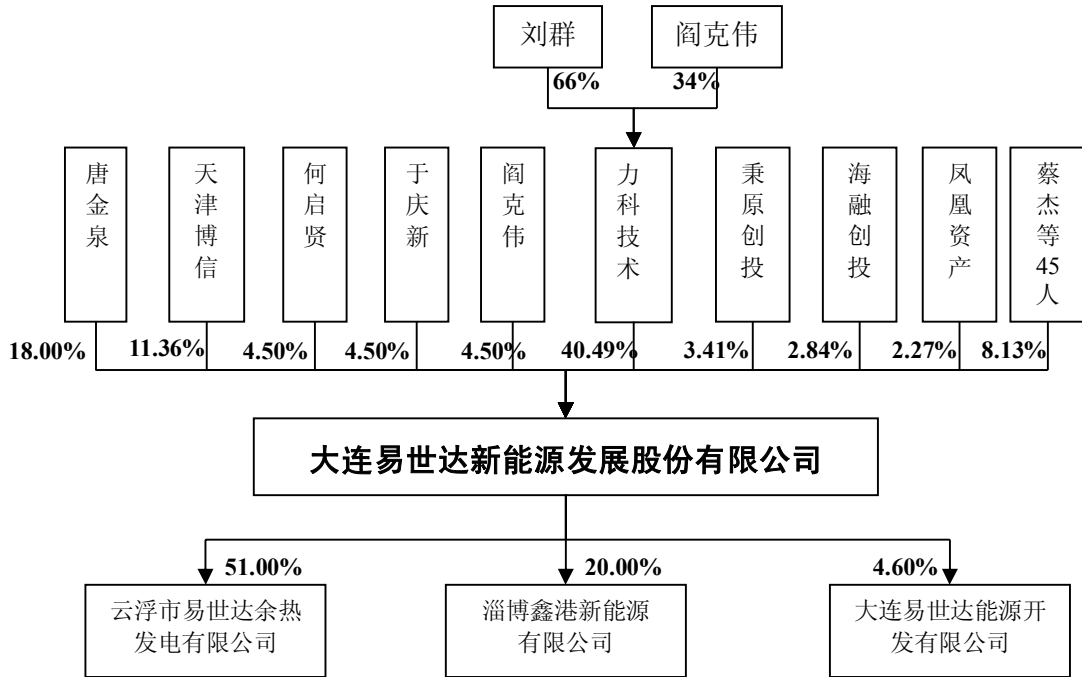 刘群
阎克伟
66%
34%
唐金泉
天津博信
何启贤
于庆新
阎克伟
力科技术
秉原创投
海融创投
凤凰资产
蔡杰等45人
18.00%
11.36%
4.50%
4.50%
4.50%
40.49%
3.41%
2.84%
2.27%
8.13%
大连易世达新能源发展股份有限公司
51.00%
20.00%
4.60%
云浮市易世达余热
发电有限公司
淄博鑫港新能源
有限公司
大连易世达能源开
发有限公司